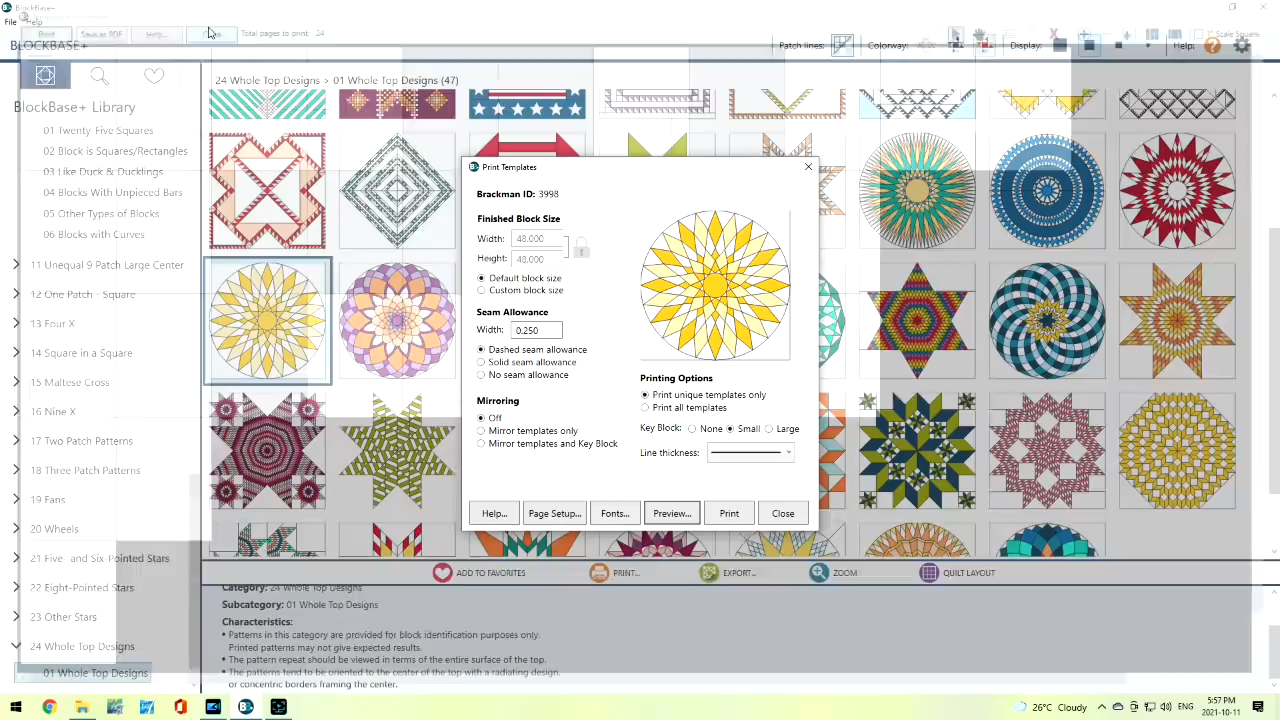 BlockBase+
File Help
Print Save as PDF Help... Close Total pages to print: 24
1" Scale Square
BLOCKBASE+
Patch lines: Colorway: Display: Help:
24 Whole Top Designs > 01 Whole Top Designs (47)
BlockBase+ Library
01 Twenty-Five Squares
02 Block is Squares/Rectangles
03 Like Duck & Ducklings
04 Blocks With Unpieced Bars
05 Other Types of Blocks
06 Blocks with Curves
11 Unequal 9 Patch Large Center
12 One Patch - Square
13 Four X
14 Square in a Square
15 Maltese Cross
16 Nine X
17 Two Patch Patterns
18 Three Patch Patterns
19 Fans
20 Wheels
21 Five- and Six-Pointed Stars
22 Eight-Pointed Stars
23 Other Stars
24 Whole Top Designs
01 Whole Top Designs
Print Templates
Brackman ID: 3998
Finished Block Size
Width: 48.000
Height: 48.000
Default block size
Custom block size
Seam Allowance
Width: 0.250
Dashed seam allowance
Solid seam allowance
No seam allowance
Mirroring
Off
Mirror templates only
Mirror templates and Key Block
Printing Options
Print unique templates only
Print all templates
Key Block: None Small Large
Line thickness:
Help... Page Setup... Fonts... Preview... Print Close
ADD TO FAVORITES PRINT... EXPORT... ZOOM QUILT LAYOUT
Category: 24 Whole Top Designs
Subcategory: 01 Whole Top Designs
Characteristics:
• Patterns in this category are provided for block identification purposes only.
Printed patterns may not give expected results.
• The pattern repeat should be viewed in terms of the entire surface of the top.
• The patterns tend to be oriented to the center of the top with a radiating design,
or concentric borders framing the center.
26°C Cloudy ENG 5:57 PM
2021-10-11